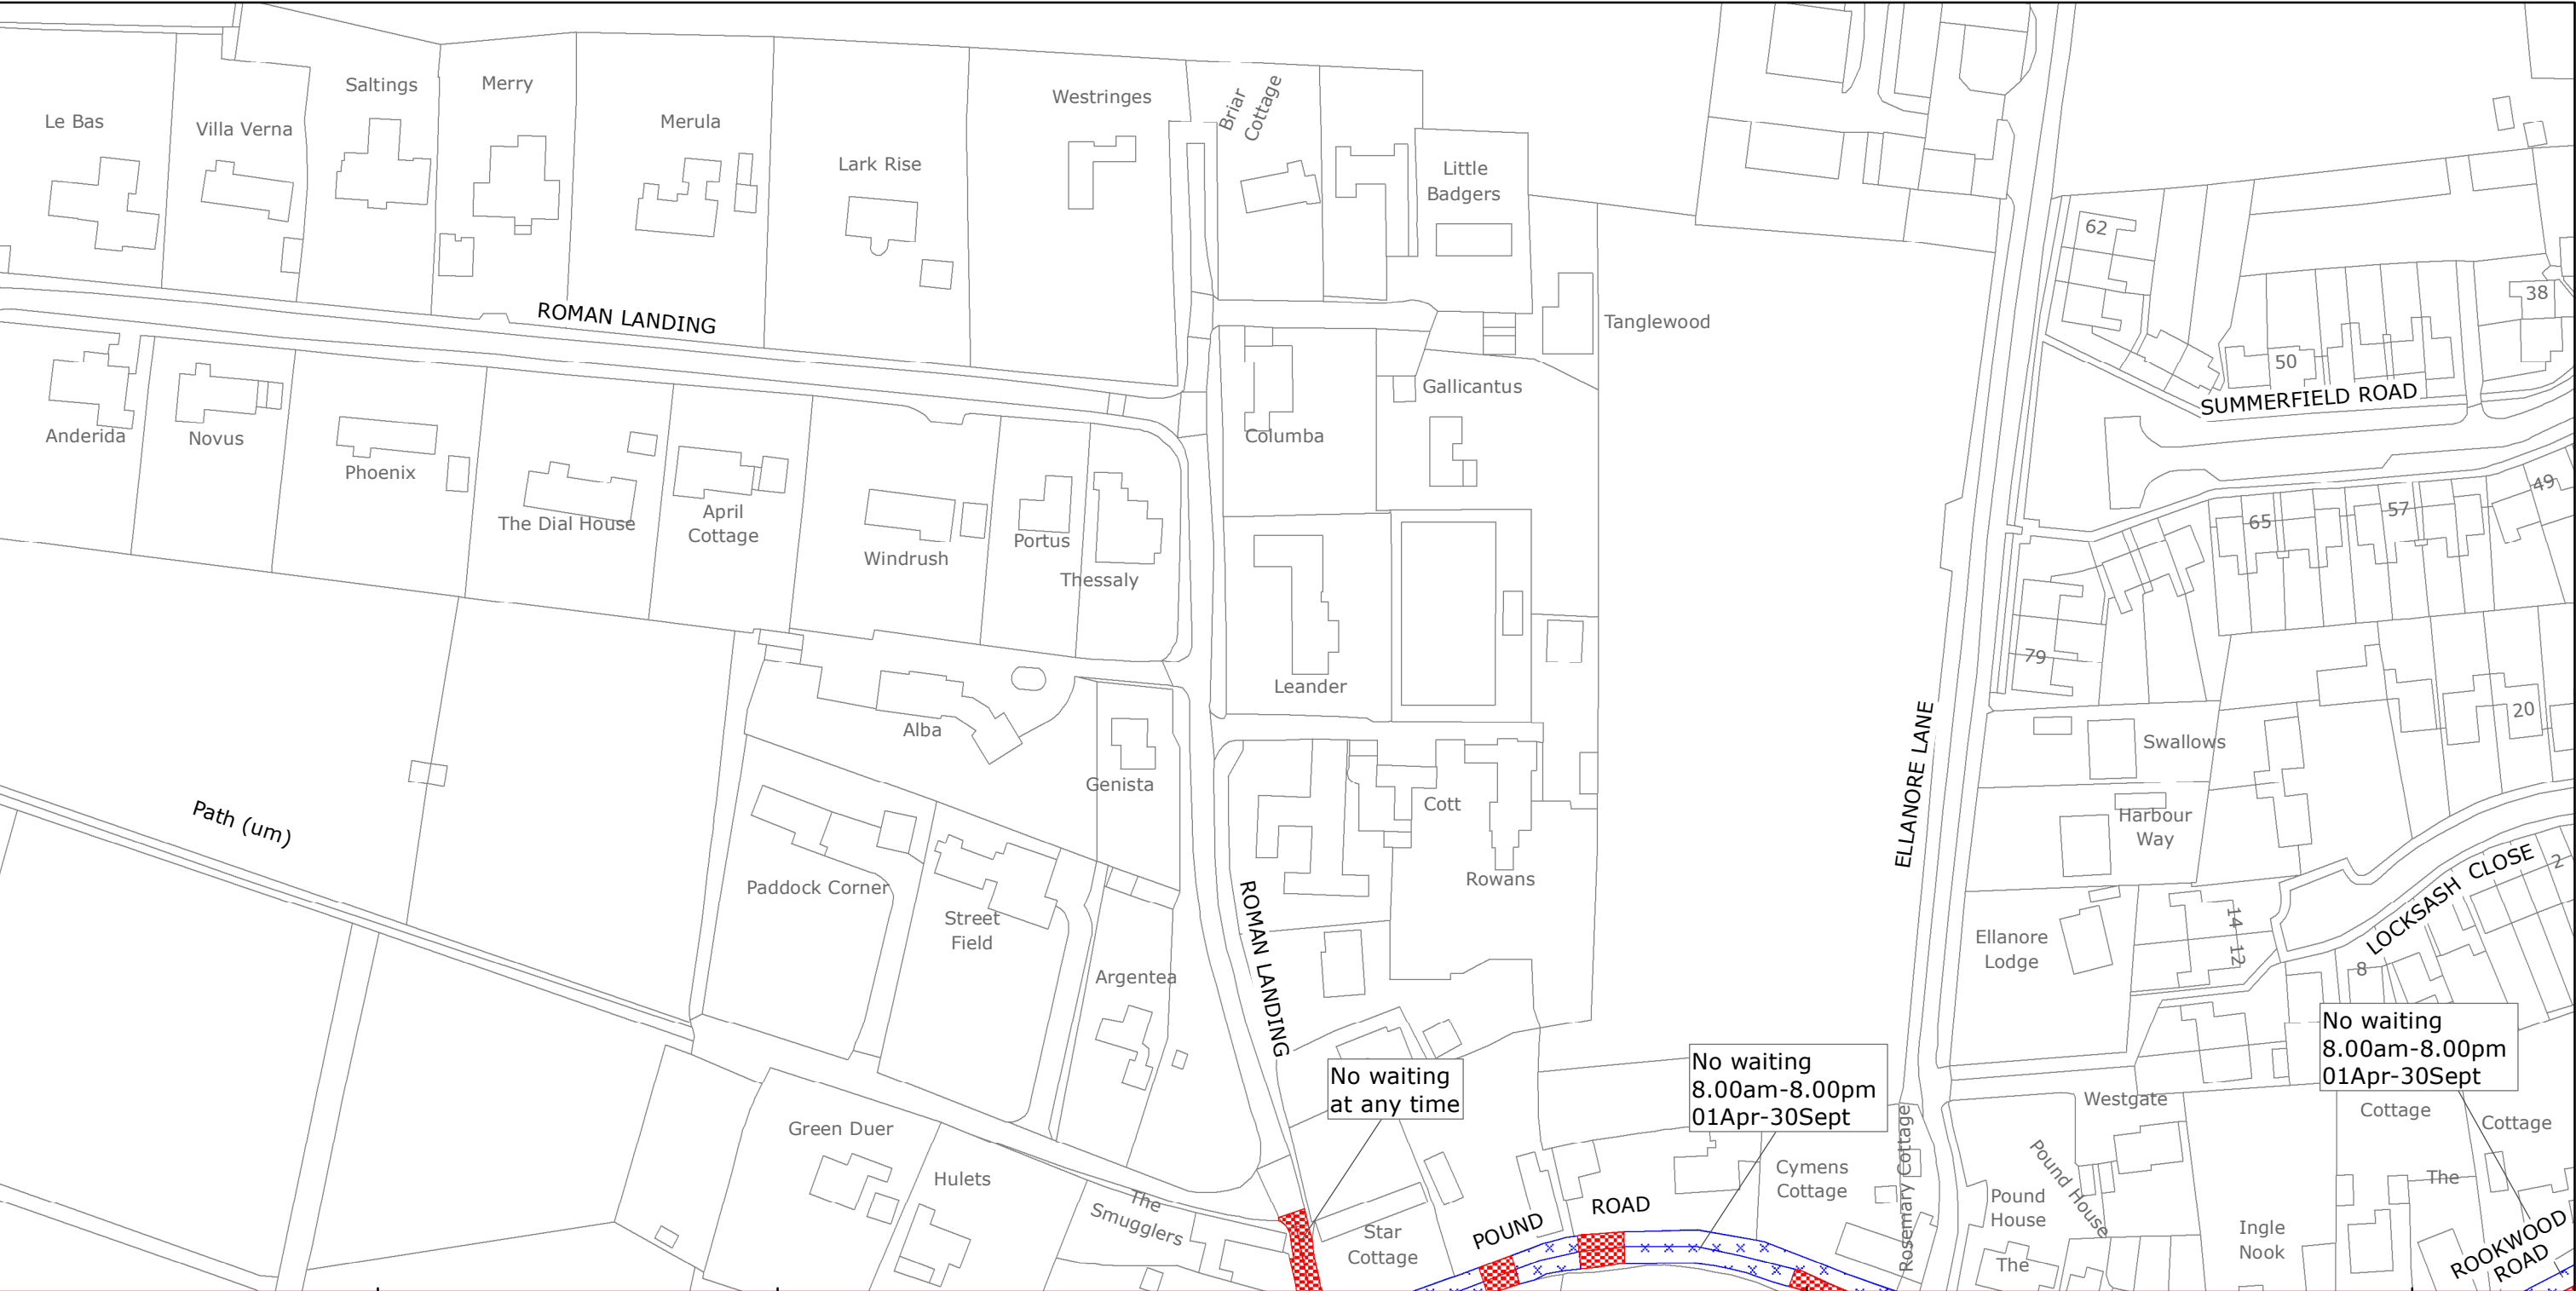 Le Bas
Villa Verna
Saltings
Merry
Merula
Lark Rise
Westringes
Briar
Cottage
Little
Badgers
Tanglewood
62
38
50
SUMMERFIELD ROAD
ROMAN LANDING
Anderida
Novus
Phoenix
The Dial House
April
Cottage
Windrush
Portus
Thessaly
Columba
Gallicantus
49
57
65
79
20
Leander
Alba
Genista
Cott
Rowans
ELLANORE LANE
Swallows
Harbour
Way
Path (um)
Paddock Corner
Street
Field
Argentea
ROMAN LANDING
Ellanore
Lodge
14
12
8
2
LOCKSASH CLOSE
No waiting
at any time
No waiting
8.00am-8.00pm
01Apr-30Sept
No waiting
8.00am-8.00pm
01Apr-30Sept
Green Duer
Hulets
The
Smugglers
Star
Cottage
POUND
ROAD
Cymens
Cottage
Rosemary Cottage
Pound
House
The
Pound House
Westgate
Ingle
Nook
Cottage
Cottage
The
ROOKWOOD
ROAD